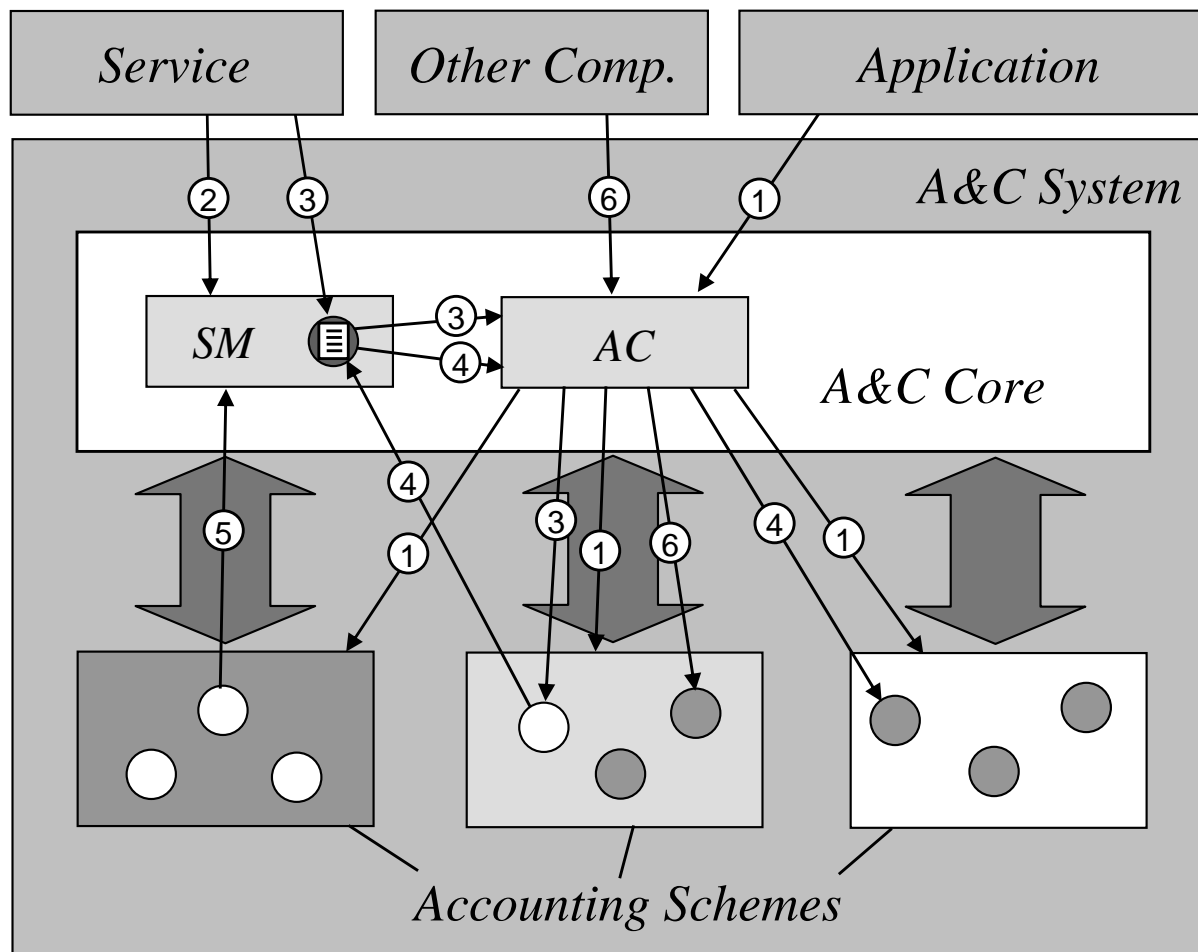 Service
Other Comp.
Application
A&C System
2
3
6
1
SM
3
4
AC
A&C Core
4
5
1
3
1
6
4
1
Accounting Schemes